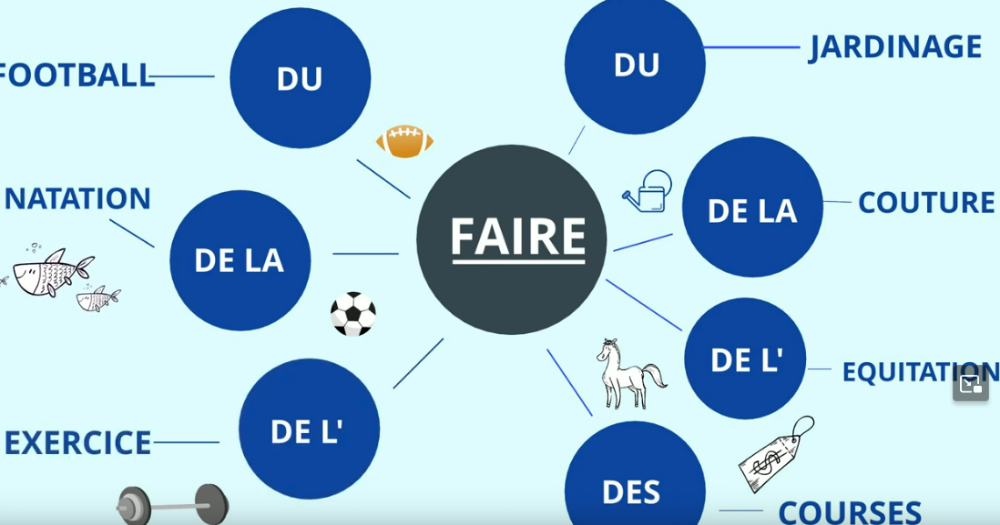 FOOTBALL
DU
DU
JARDINAGE
NATATION
DE LA
FAIRE
DE LA
COUTURE
EXERCICE
DE L'
DE L'
EQUITATION
DES
COURSES